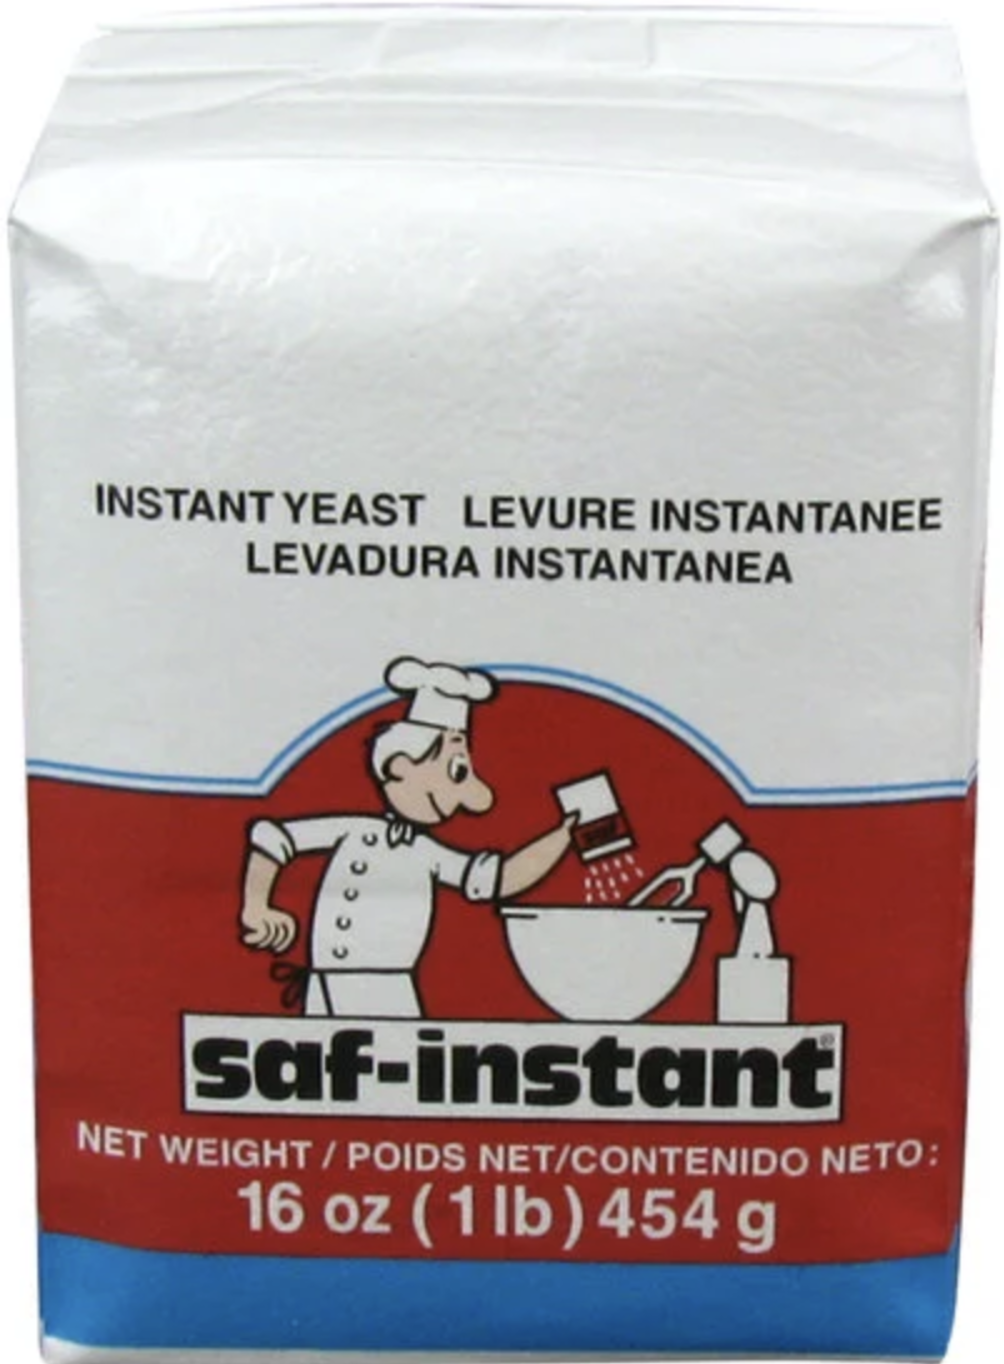 INSTANT YEAST LEVURE INSTANTANEE
LEVADURA INSTANTANEA
saf
saf-instant®
NET WEIGHT / POIDS NET/CONTENIDO NETO:
16 oz (1 lb) 454 g